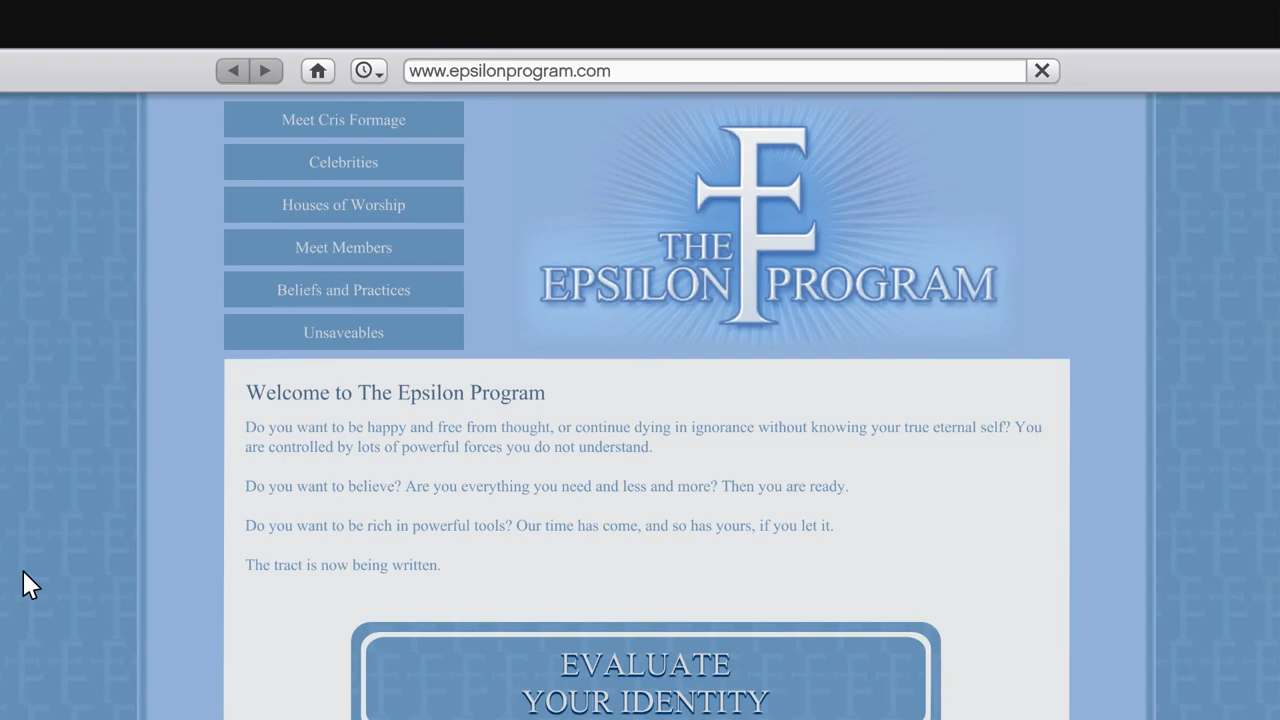 www.epsilonprogram.com
Meet Cris Formage
Celebrities
Houses of Worship
Meet Members
Beliefs and Practices
Unsaveables
THE
EPSILON PROGRAM
Welcome to The Epsilon Program
Do you want to be happy and free from thought, or continue dying in ignorance without knowing your true eternal self? You
are controlled by lots of powerful forces you do not understand.
Do you want to believe? Are you everything you need and less and more? Then you are ready.
Do you want to be rich in powerful tools? Our time has come, and so has yours, if you let it.
The tract is now being written.
EVALUATE
YOUR IDENTITY